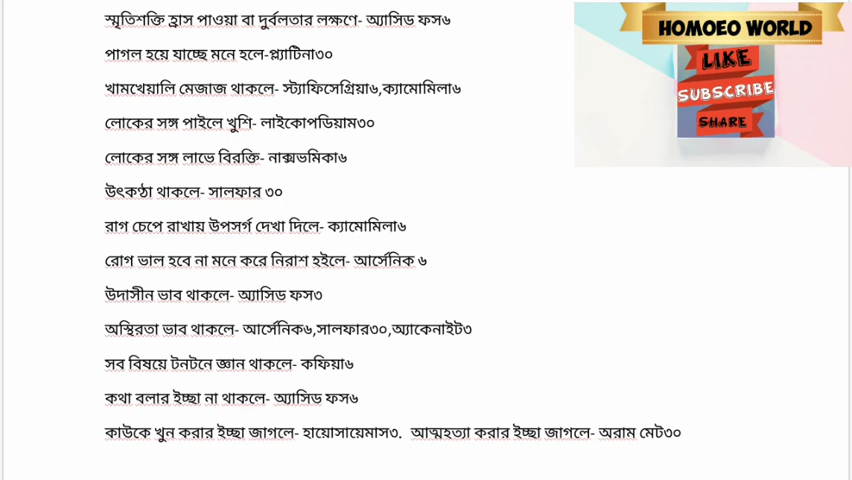 স্মৃতিশক্তি হ্রাস পাওয়া বা দুর্বলতার লক্ষণে- অ্যাসিড ফস৬
পাগল হয়ে যাচ্ছে মনে হলে-প্ল্যাটিনা৩০
খামখেয়ালি মেজাজ থাকলে- স্ট্যাফিসেগ্রিয়া৬,ক্যামোমিলা৬
লোকের সঙ্গ পাইলে খুশি- লাইকোপডিয়াম৩০
লোকের সঙ্গ লাভে বিরক্তি- নাক্সভমিকা৬
উৎকণ্ঠা থাকলে- সালফার ৩০
রাগ চেপে রাখায় উপসর্গ দেখা দিলে- ক্যামোমিলা৬
রোগ ভাল হবে না মনে করে নিরাশ হইলে- আর্সেনিক ৬
উদাসীন ভাব থাকলে- অ্যাসিড ফস৩
অস্থিরতা ভাব থাকলে- আর্সেনিক৬,সালফার৩০,অ্যাকেনাইট৩
সব বিষয়ে টনটনে জ্ঞান থাকলে- কফিয়া৬
কথা বলার ইচ্ছা না থাকলে- অ্যাসিড ফস৬
কাউকে খুন করার ইচ্ছা জাগলে- হায়োসায়েমাস৩. আত্মহত্যা করার ইচ্ছা জাগলে- অরাম মেট৩০
HOMOEO WORLD
LIKE
SUBSCRIBE
SHARE